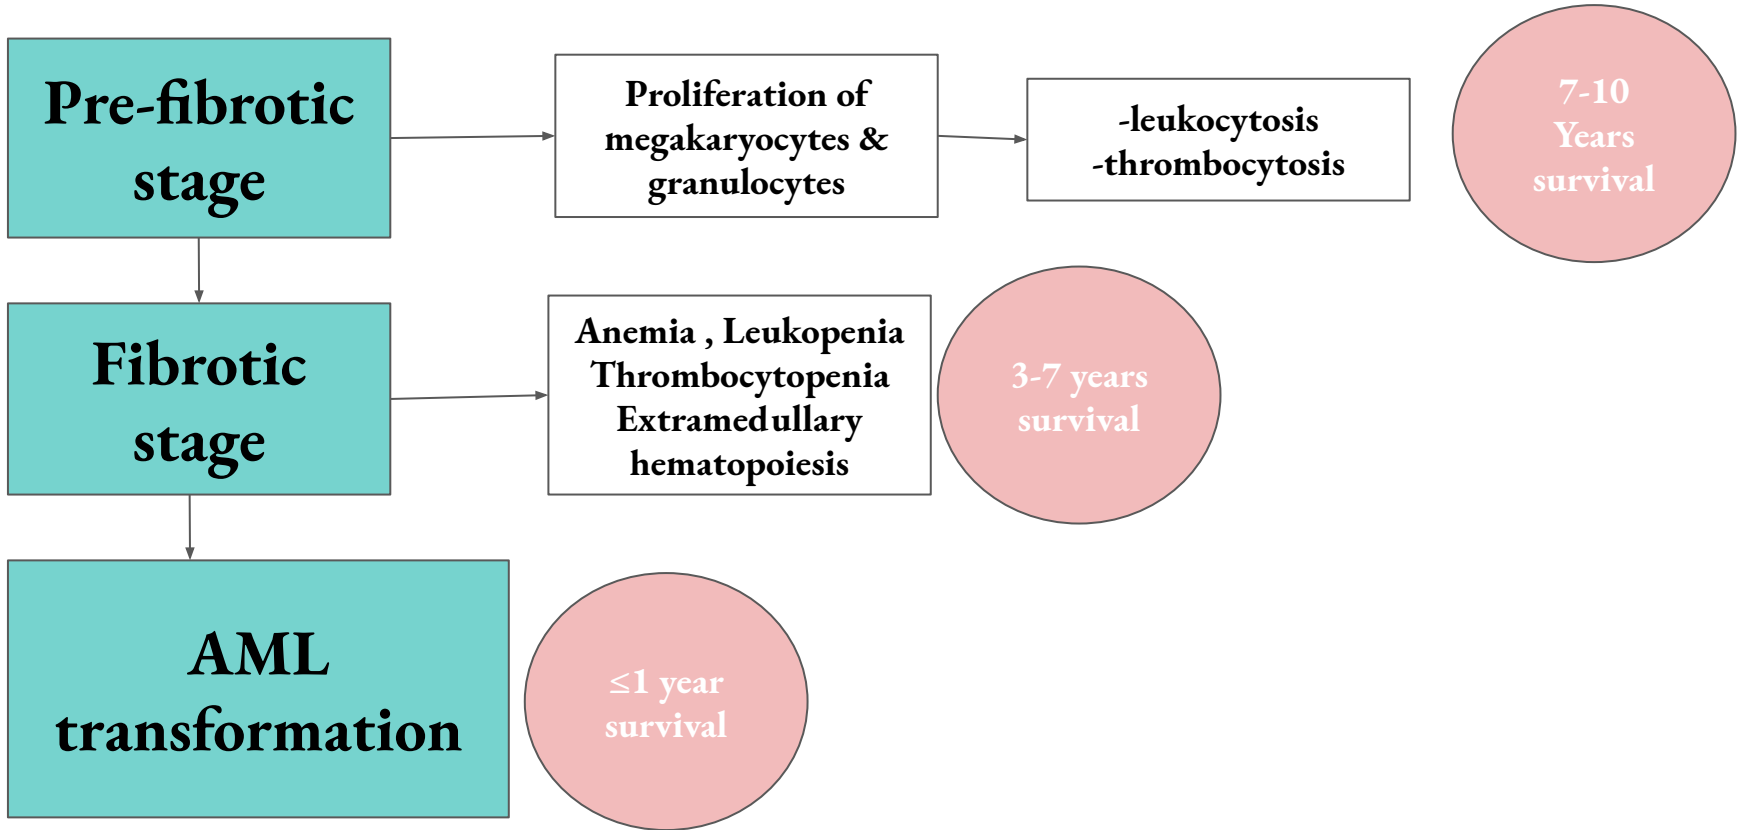 Pre-fibrotic
stage
Proliferation of
megakaryocytes &
granulocytes
-leukocytosis
-thrombocytosis
7-10
Years
survival
Fibrotic
stage
Anemia , Leukopenia
Thrombocytopenia
Extramedullary
hematopoiesis
3-7 years
survival
AML
transformation
≤1 year
survival